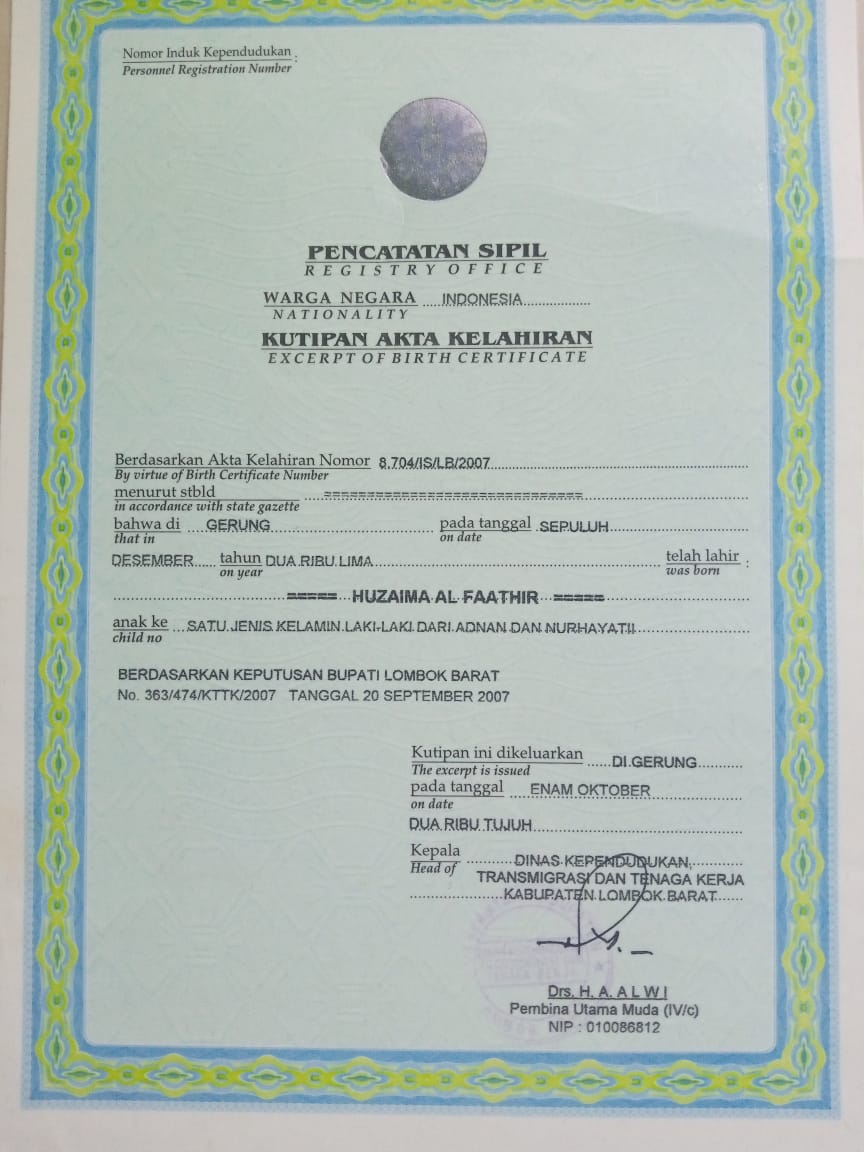 Nomor Induk Kependudukan :
Personnel Registration Number
PENCATATAN SIPIL
REGISTRY OFFICE
WARGA NEGARA ....INDONESIA................
NATIONALITY
KUTIPAN AKTA KELAHIRAN
EXCERPT OF BIRTH CERTIFICATE
Berdasarkan Akta Kelahiran Nomor 8.704/IS/LB/2007
By virtue of Birth Certificate Number
menurut stbld ==============================
in accordance with state gazette
bahwa di GERUNG pada tanggal SEPULUH
that in on date
DESEMBER tahun DUA RIBU LIMA telah lahir :
on year was born
===== HUZAIMA AL FAATHIR =====
anak ke SATU JENIS KELAMIN LAKI-LAKI DARI ADNAN DAN NURHAYATII
child no
BERDASARKAN KEPUTUSAN BUPATI LOMBOK BARAT
No. 363/474/KTTK/2007 TANGGAL 20 SEPTEMBER 2007
Kutipan ini dikeluarkan DI GERUNG
The excerpt is issued
pada tanggal ENAM OKTOBER
on date
DUA RIBU TUJUH
Kepala DINAS KEPENDUDUKAN,
Head of TRANSMIGRASI DAN TENAGA KERJA
KABUPATEN LOMBOK BARAT
Drs. H. A. A L W I
Pembina Utama Muda (IV/c)
NIP : 010086812